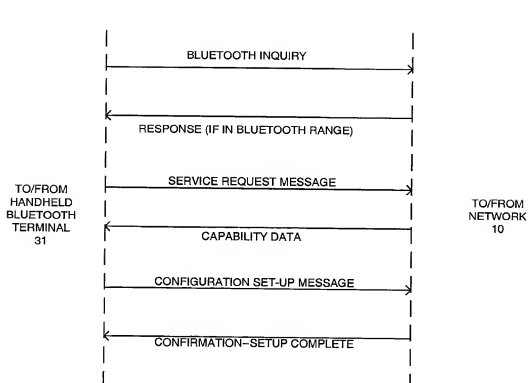 BLUETOOTH INQUIRY
RESPONSE (IF IN BLUETOOTH RANGE)
SERVICE REQUEST MESSAGE
TO/FROM
HANDHELD
BLUETOOTH
TERMINAL
31
TO/FROM
NETWORK
10
CAPABILITY DATA
CONFIGURATION SET-UP MESSAGE
CONFIRMATION–SETUP COMPLETE